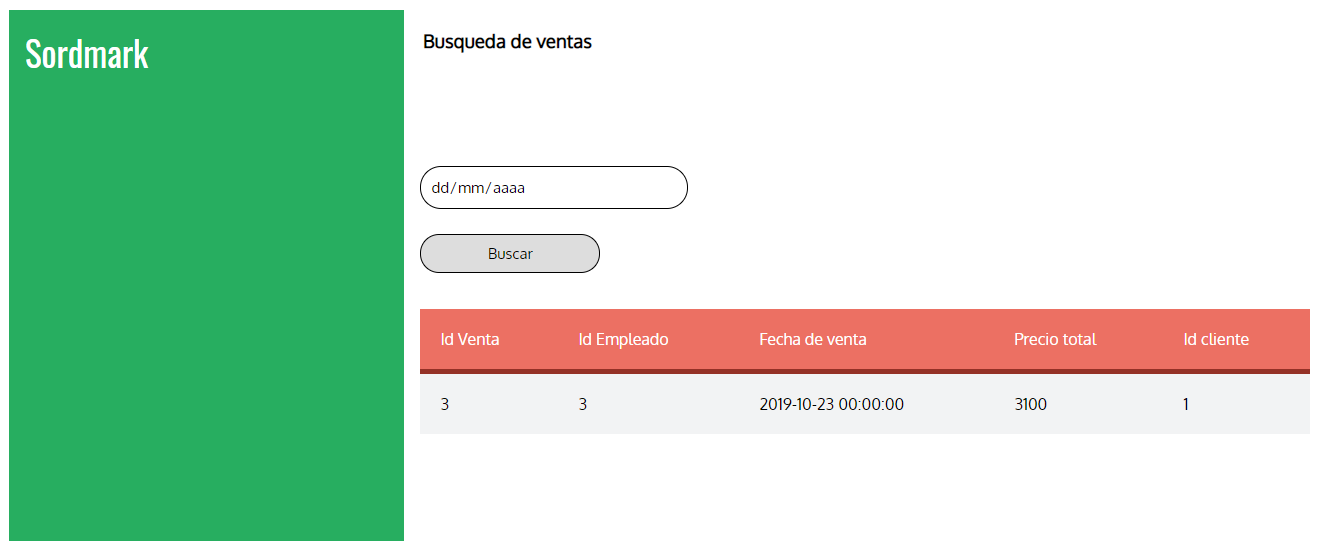 Sordmark
Busqueda de ventas
dd/mm/aaaa
Buscar
Id Venta Id Empleado Fecha de venta Precio total Id cliente
3 3 2019-10-23 00:00:00 3100 1